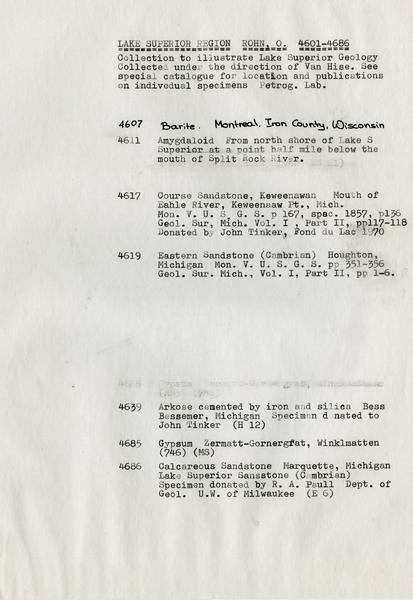 LAKE SUPERIOR REGION ROHN, O. 4601-4686
Collection to illustrate Lake Superior Geology
Collected under the direction of Van Hise. See
special catalogue for location and publications
on indivedual specimens Petrog. Lab.
4607 Barite. Montreal. Iron County, Wisconsin
4611 Amygdaloid From north shore of Lake S
Superior at a point half mile below the
mouth of Split Rock River.
4617 Course Sandstone, Keweenawan Mouth of
Eahle River, Keweensaw Pt., Mich.
Mon. V. U. S. G. S. p 167, spac. 1857, p136
Geol. Sur, Mich. Vol. I , Part II, pp117-118
Donated by John Tinker, Fond du Lac 1970
4619 Eastern Sandstone (Cambrian) Houghton,
Michigan Mon. V. U. S. G. S. pp 351-356
Geol. Sur. Mich., Vol. I, Part II, pp 1-6.
4639 Arkose cemented by iron and silica Bess
Bessemer, Michigan Specimen donated to
John Tinker (H 12)
4685 Gypsum Zermatt-Gornergrat, Winklmatten
(746) (MS)
4686 Calcareous Sandstone Marquette, Michigan
Lake Superior Sansstone (Cambrian)
Specimen donated by R. A. Paull Dept. of
Geol. U.W. of Milwaukee (E 6)